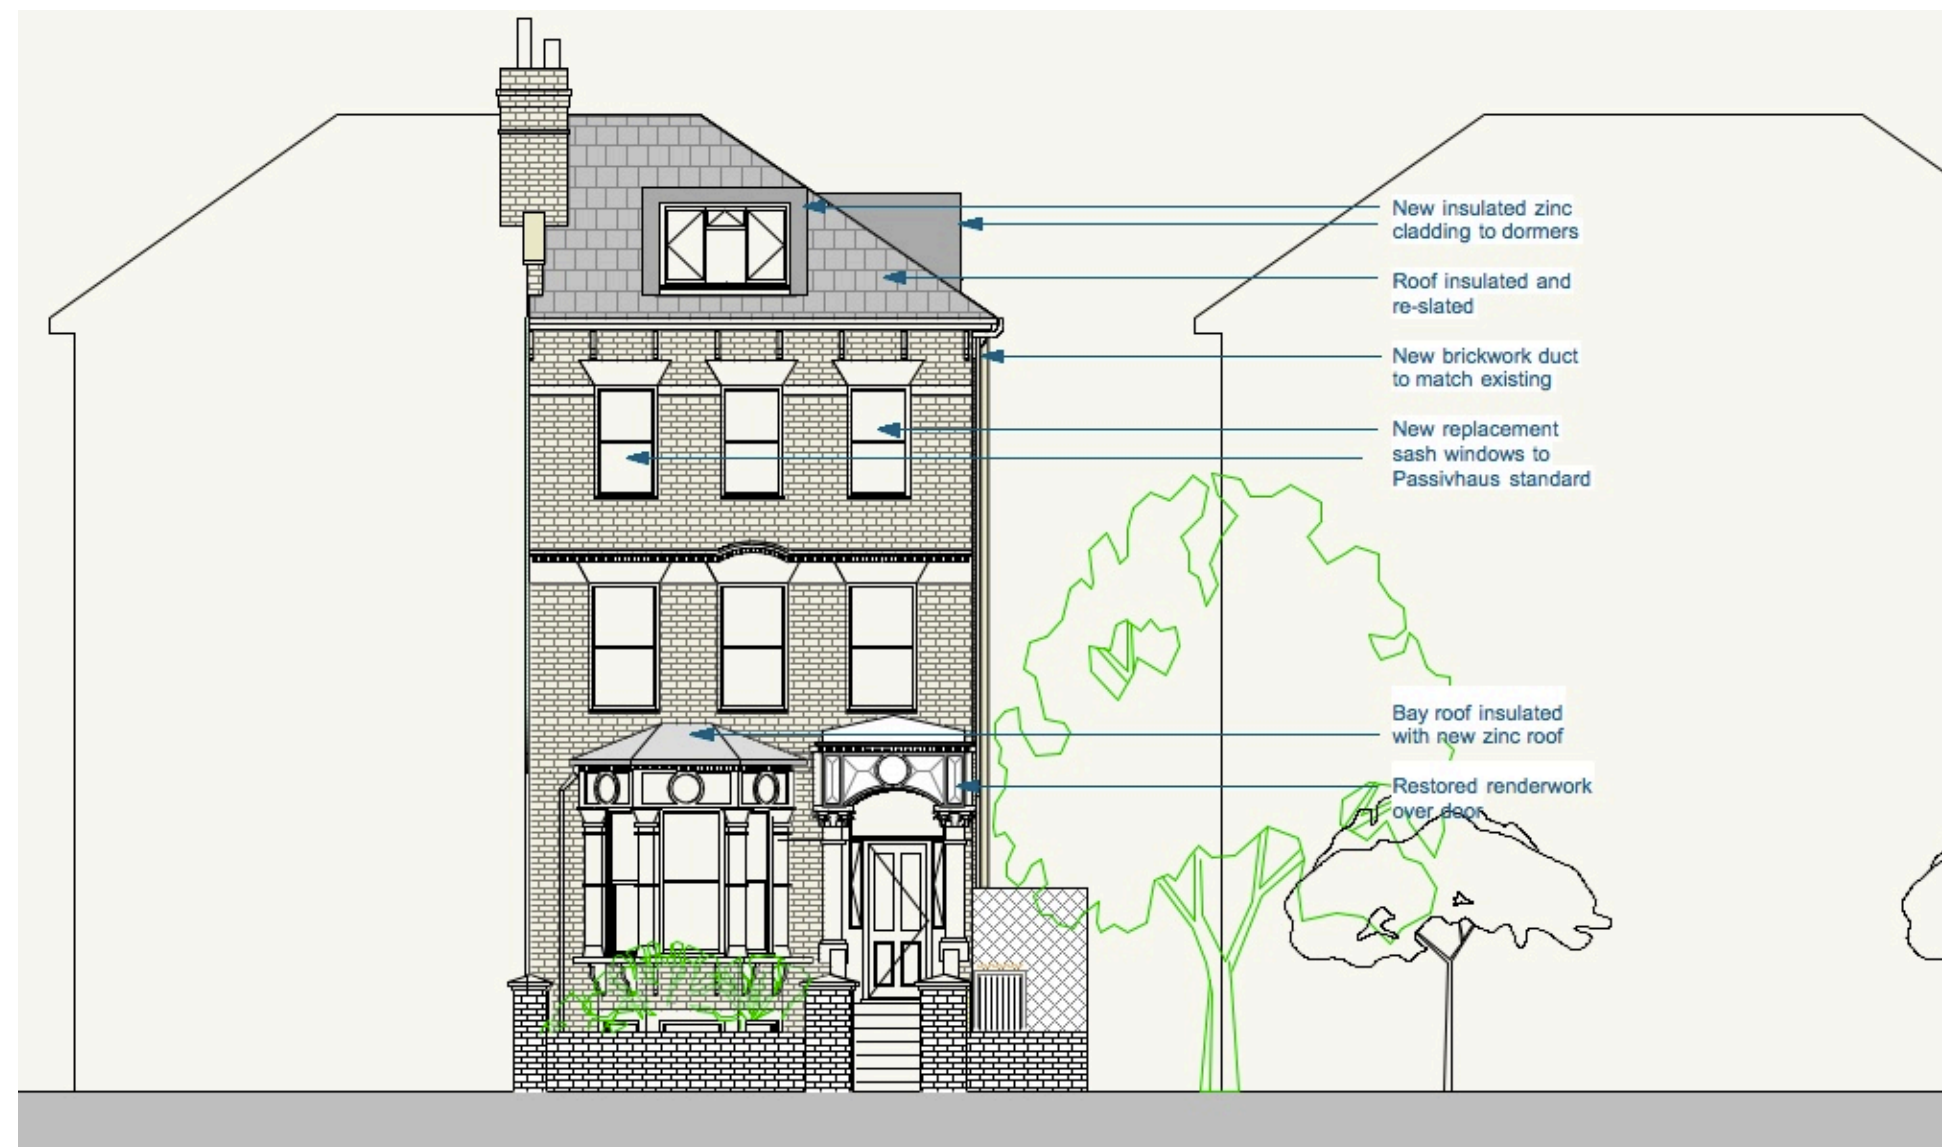 New insulated zinc
cladding to dormers
Roof insulated and
re-slated
New brickwork duct
to match existing
New replacement
sash windows to
Passivhaus standard
Bay roof insulated
with new zinc roof
Restored renderwork
over door